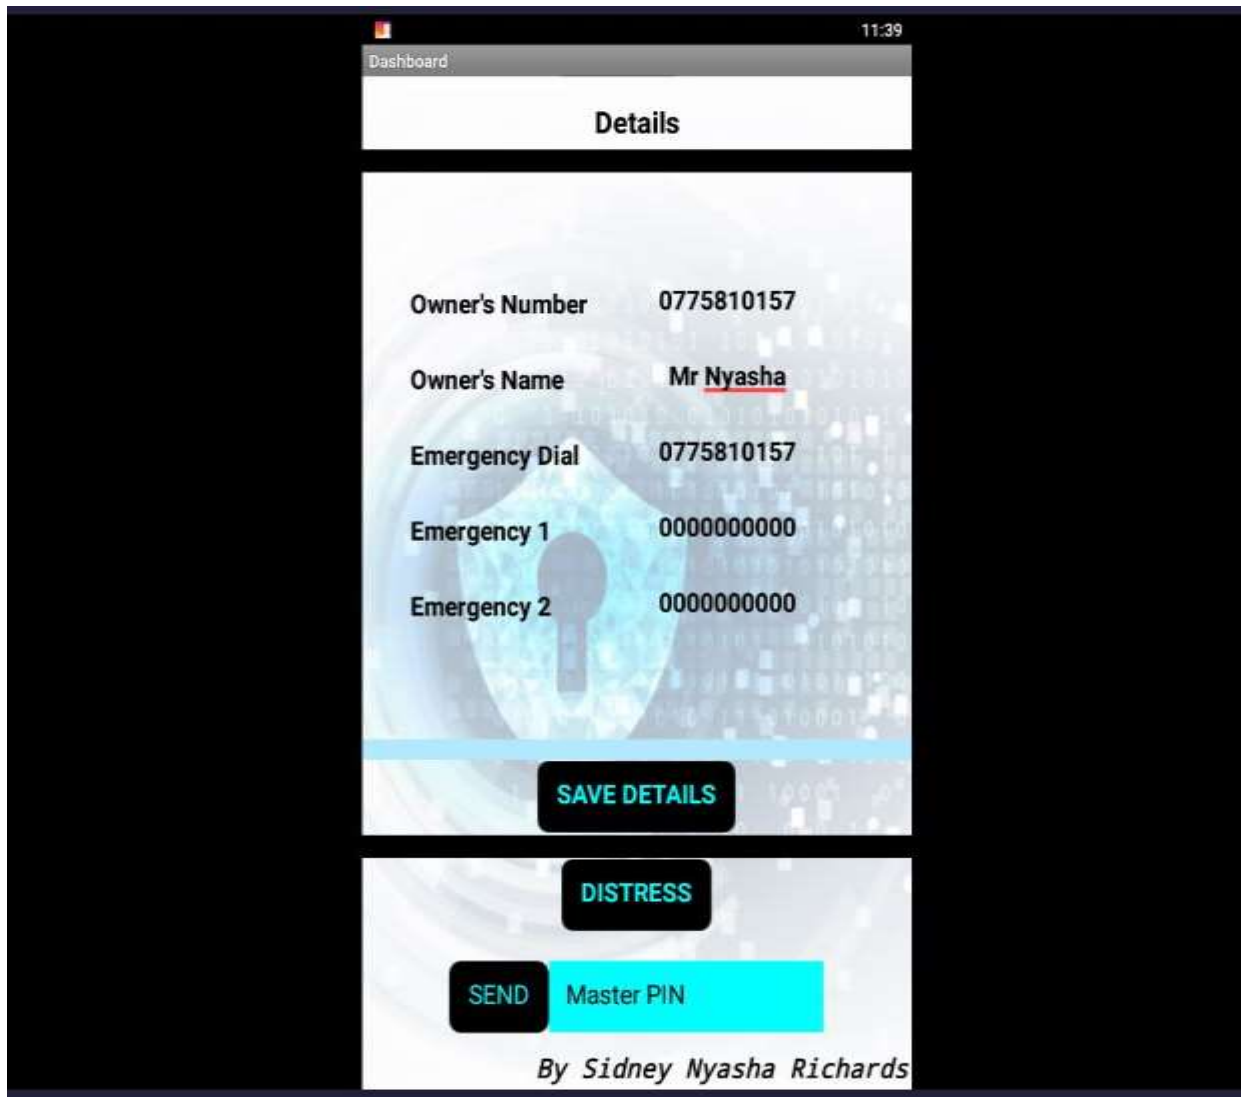 11:39
Dashboard
Details
Owner's Number 0775810157
Owner's Name Mr Nyasha
Emergency Dial 0775810157
Emergency 1 0000000000
Emergency 2 0000000000
SAVE DETAILS
DISTRESS
SEND Master PIN
By Sidney Nyasha Richards